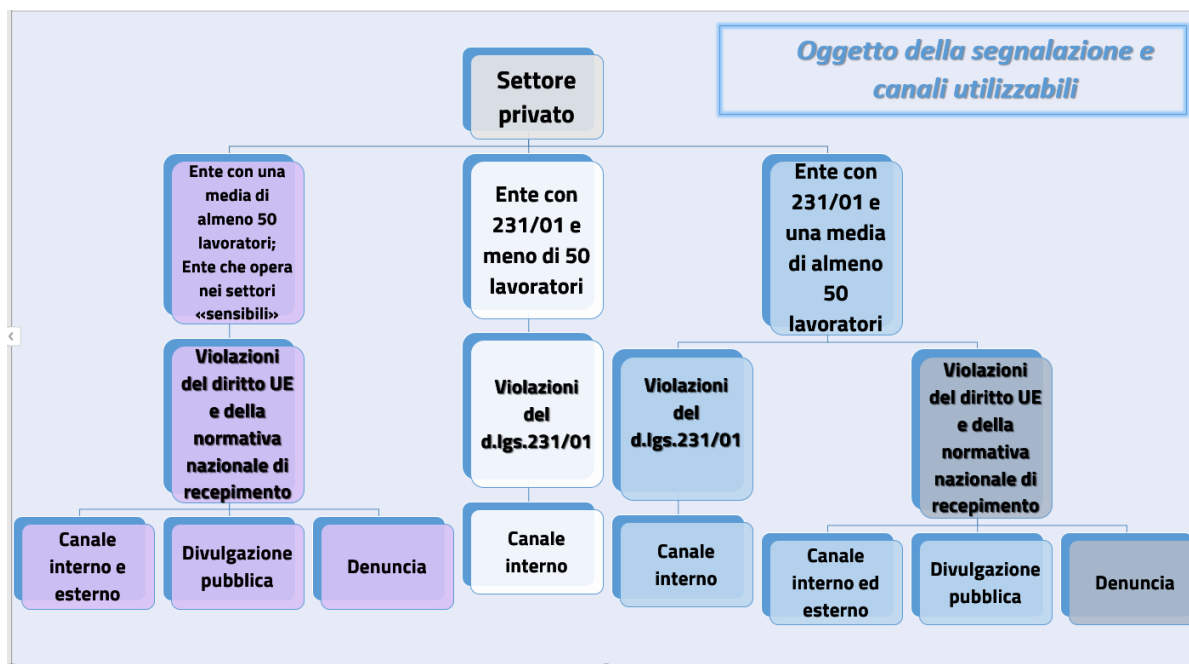 Oggetto della segnalazione e
canali utilizzabili
Settore
privato
Ente con una
media di
almeno 50
lavoratori;
Ente che opera
nei settori
«sensibili»
Ente con
231/01 e
meno di 50
lavoratori
Ente con
231/01 e
una media
di almeno
50
lavoratori
Violazioni
del diritto UE
e della
normativa
nazionale di
recepimento
Violazioni
del
d.lgs.231/01
Violazioni
del
d.lgs.231/01
Violazioni
del diritto UE
e della
normativa
nazionale di
recepimento
Canale
interno e
esterno
Divulgazione
pubblica
Denuncia
Canale
interno
Canale
interno
Canale
interno ed
esterno
Divulgazione
pubblica
Denuncia